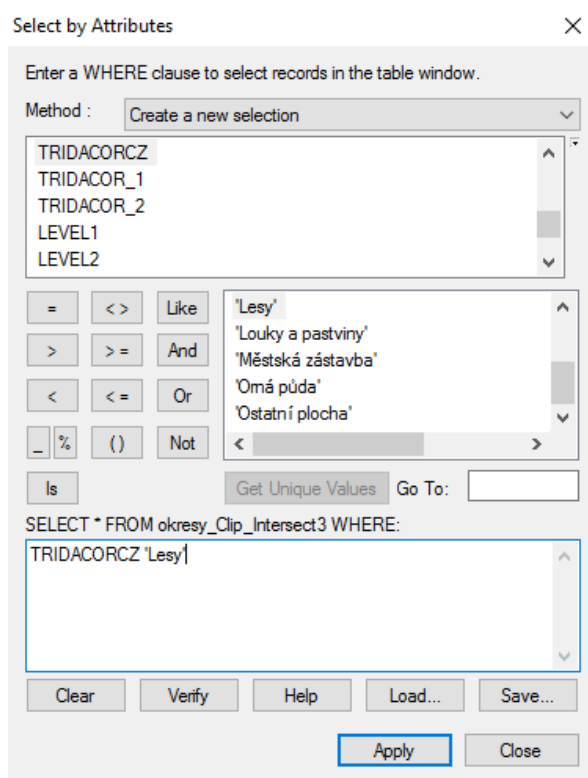 Select by Attributes
Enter a WHERE clause to select records in the table window.
Method : Create a new selection
TRIDACORCZ
TRIDACOR_1
TRIDACOR_2
LEVEL1
LEVEL2
= < > Like 'Lesy'
'Louky a pastviny'
> > = And 'Městská zástavba'
'Orná půda'
< < = Or 'Ostatní plocha'
_ % () Not
Is Get Unique Values Go To:
SELECT * FROM okresy_Clip_Intersect3 WHERE:
TRIDACORCZ 'Lesy'
Clear Verify Help Load... Save...
Apply Close